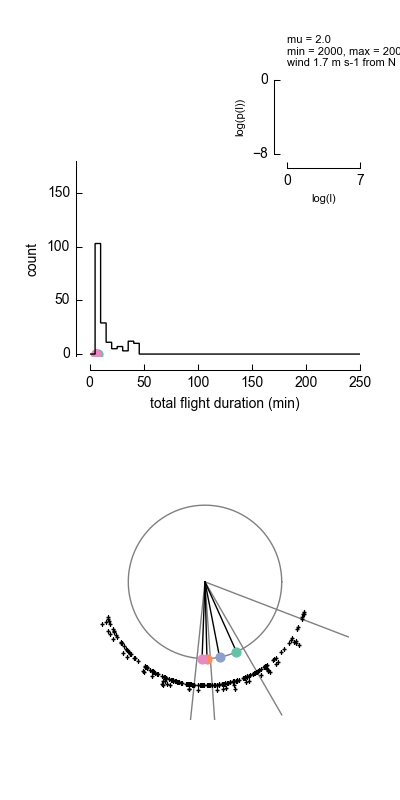 mu = 2.0
min = 2000, max = 200
wind 1.7 m s-1 from N
0
log(p(l))
−8
0 7
log(l)
150
100
50
0
count
0 50 100 150 200 250
total flight duration (min)